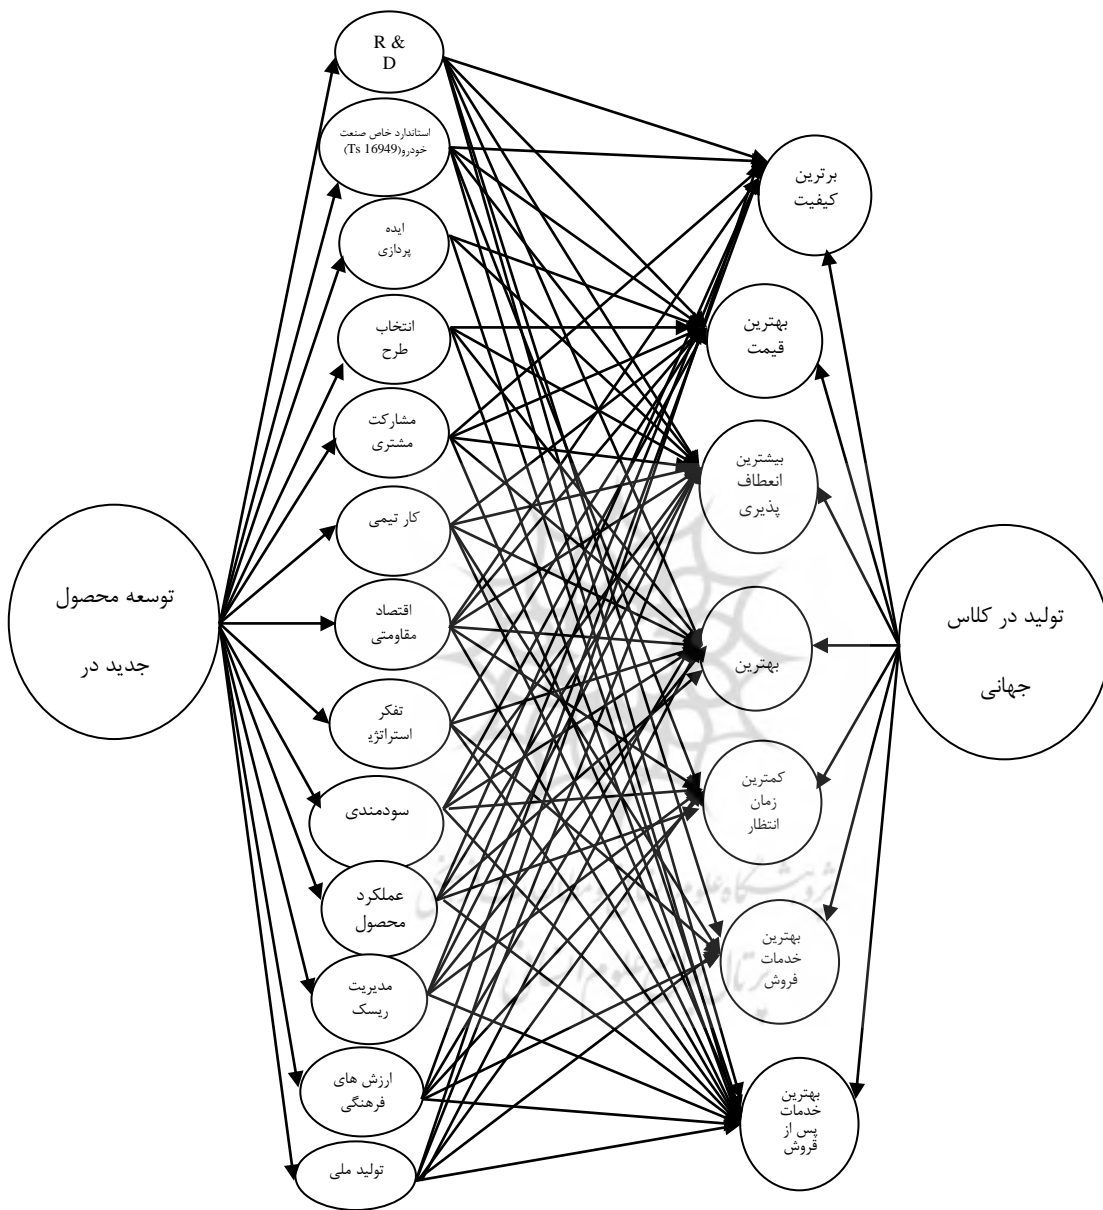 R &
D
استاندارد خاص صنعت
خودرو(Ts 16949)
ایده
پردازی
انتخاب
طرح
مشارکت
مشتری
کار تیمی
اقتصاد
مقاومتی
تفکر
استراتژی
سودمندی
عملکرد
محصول
مدیریت
ریسک
ارزش های
فرهنگی
تولید ملی
توسعه محصول
جدید در
برترین
کیفیت
بهترین
قیمت
بیشترین
انعطاف
پذیری
بهترین
کمترین
زمان
انتظار
بهترین
خدمات
فروش
بهترین
خدمات
پس از
فروش
تولید در کلاس
جهانی